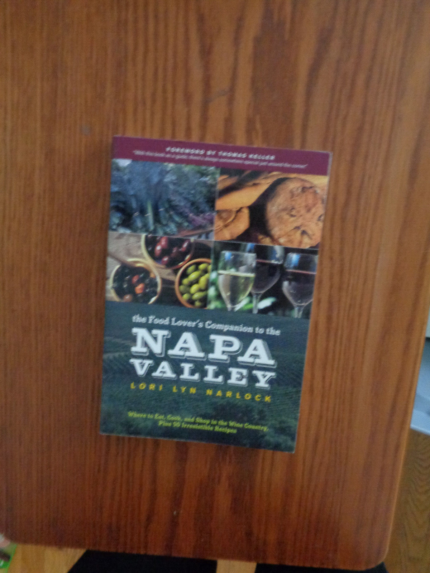 FOREWORD BY THOMAS KELLER
the Food Lover's Companion to the
NAPA
VALLEY
LORI LYN NARLOCK
Where to Eat, Cook, and Shop in the Wine Country
Plus 50 Irresistible Recipes